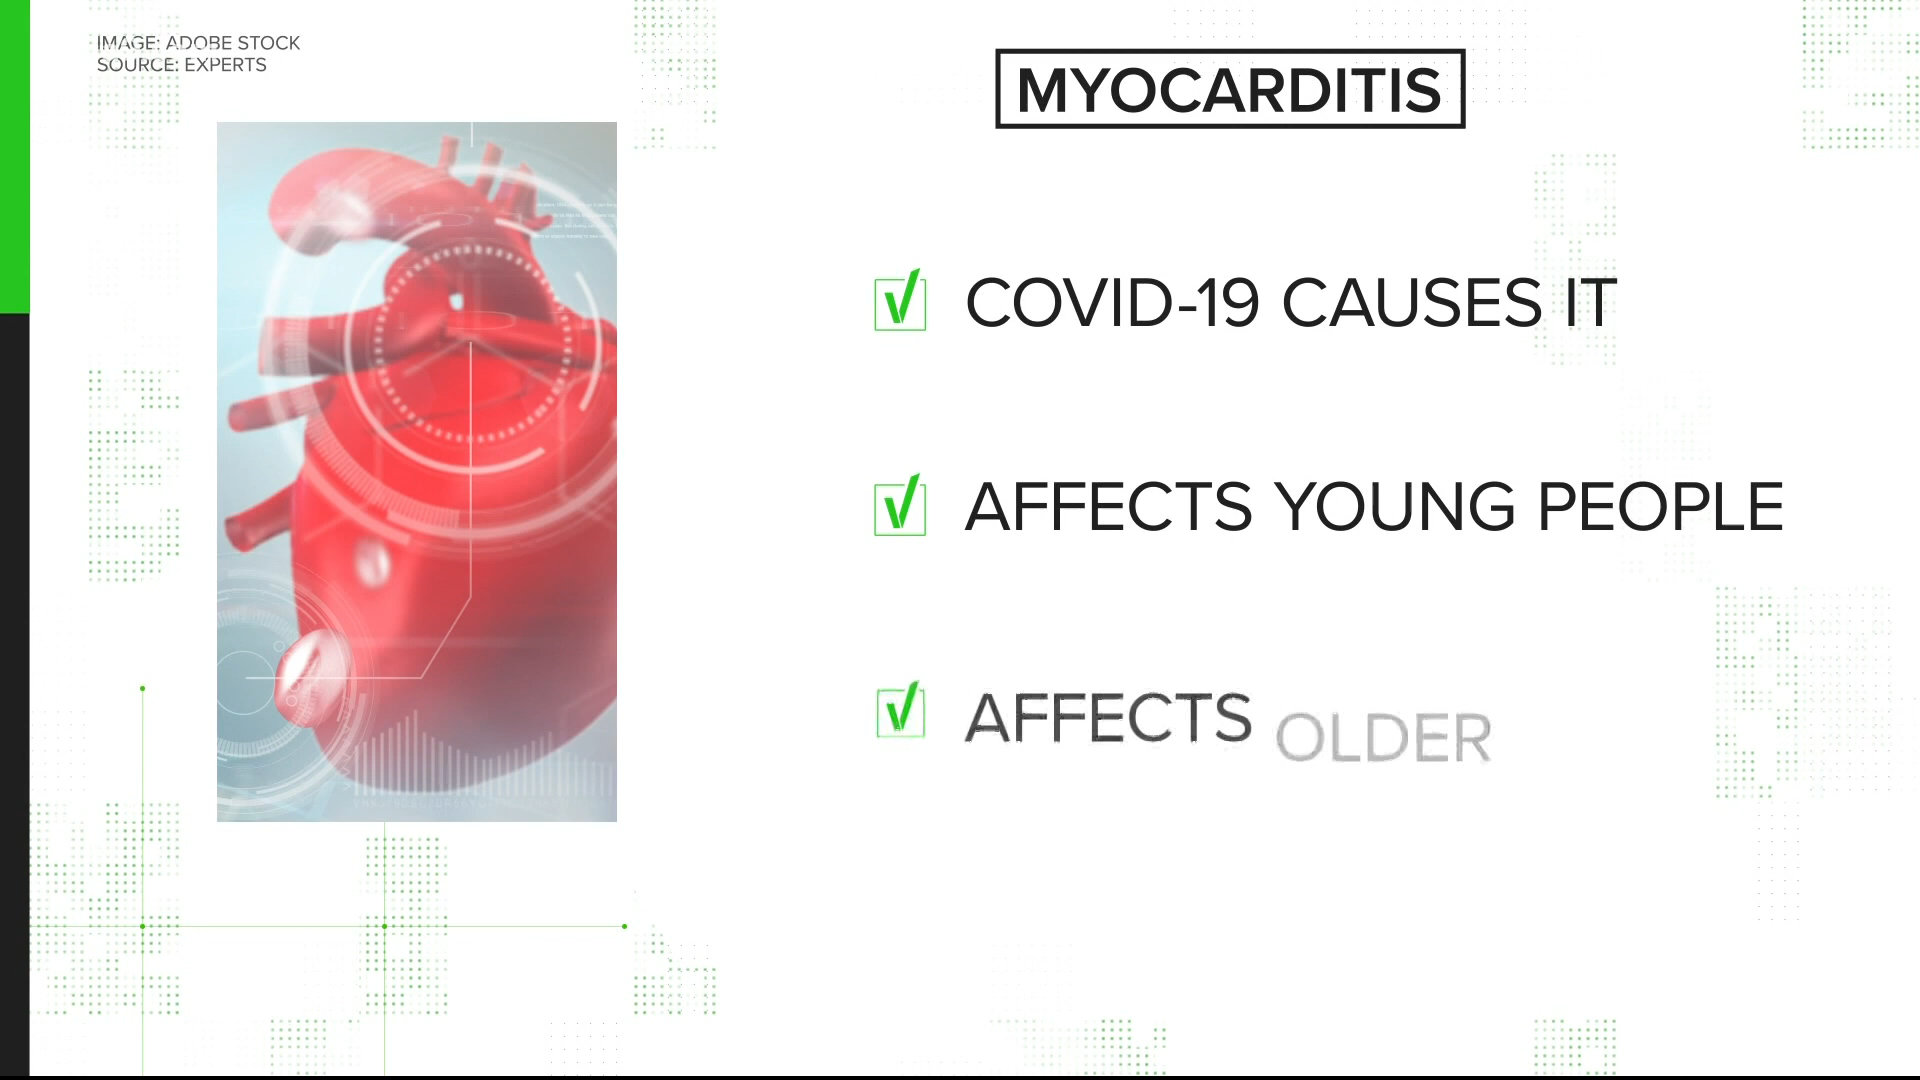 IMAGE: ADOBE STOCK
SOURCE: EXPERTS
MYOCARDITIS
COVID-19 CAUSES IT
AFFECTS YOUNG PEOPLE
AFFECTS OLDER